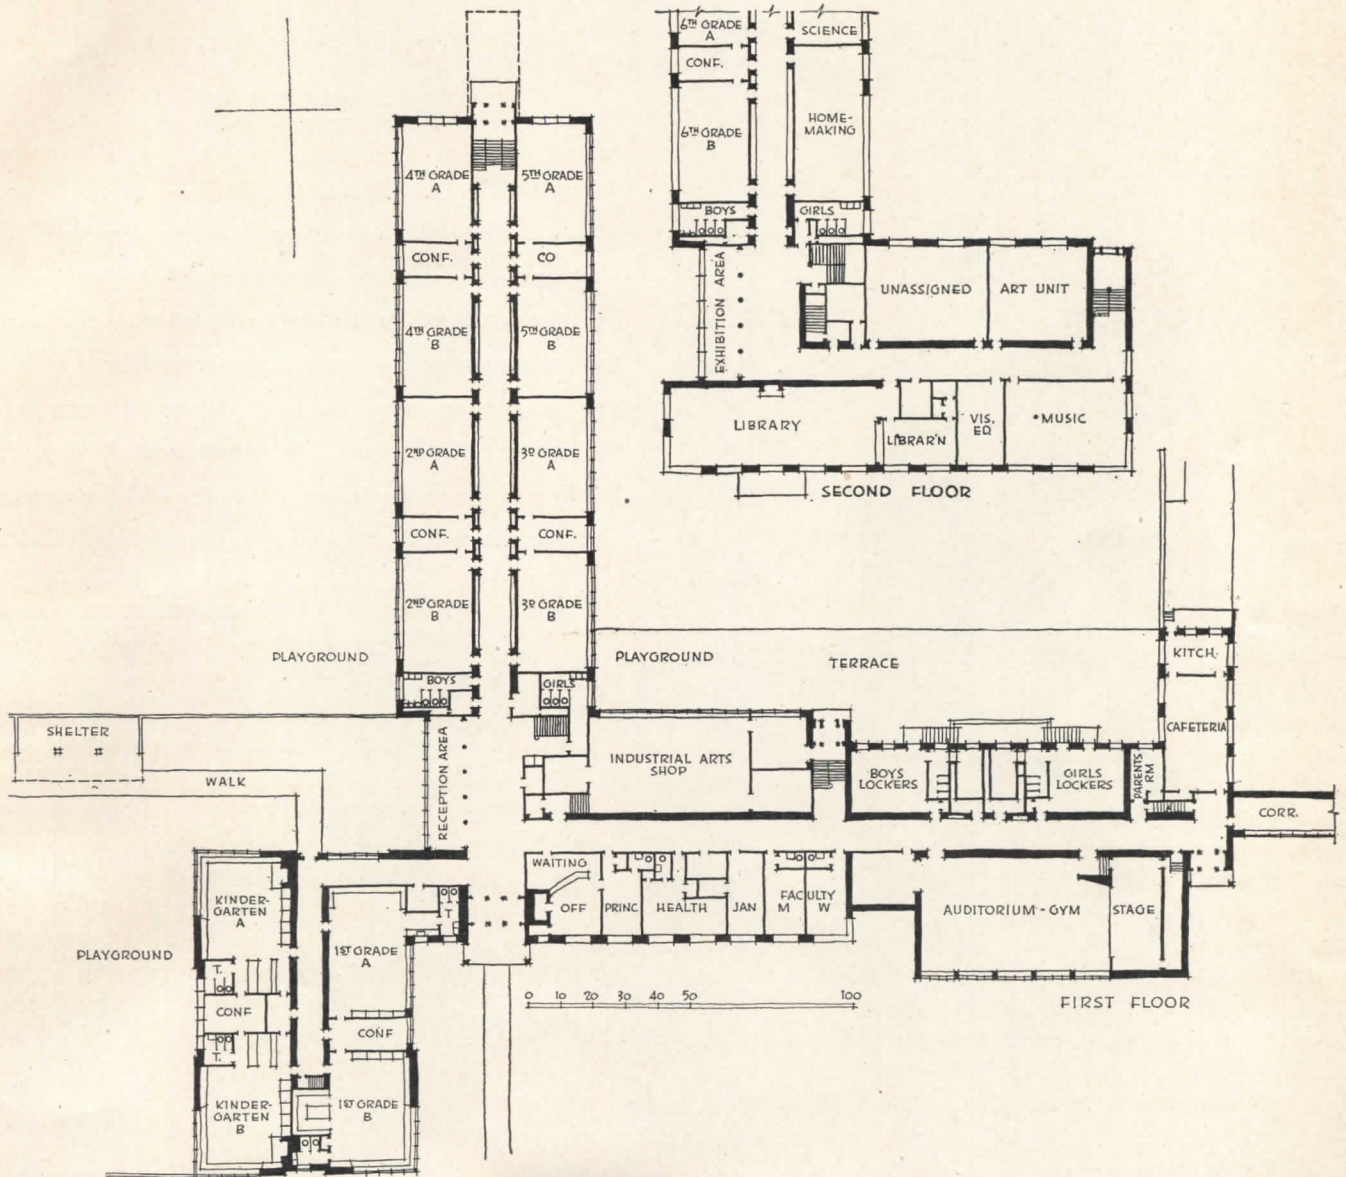 6TH GRADE
A
SCIENCE
CONF.
6TH GRADE
B
HOME-
MAKING
BOYS
GIRLS
EXHIBITION AREA
UNASSIGNED
ART UNIT
LIBRARY
LIBRAR'N
VIS.
ED
MUSIC
SECOND FLOOR
4TH GRADE
A
5TH GRADE
A
CONF.
CO
4TH GRADE
B
5TH GRADE
B
2ND GRADE
A
3D GRADE
A
CONF.
CONF.
2ND GRADE
B
3D GRADE
B
PLAYGROUND
BOYS
GIRLS
PLAYGROUND
TERRACE
KITCH.
CAFETERIA
SHELTER
WALK
RECEPTION AREA
INDUSTRIAL ARTS
SHOP
BOYS
LOCKERS
GIRLS
LOCKERS
PARENTS
RM
CORR.
WAITING
OFF
PRINC
HEALTH
JAN
FACULTY
M
W
AUDITORIUM - GYM
STAGE
KINDER-
GARTEN
A
1ST GRADE
A
T
PLAYGROUND
T.
CONF
CONF
T.
KINDER-
GARTEN
B
1ST GRADE
B
0 10 20 30 40 50 100
FIRST FLOOR